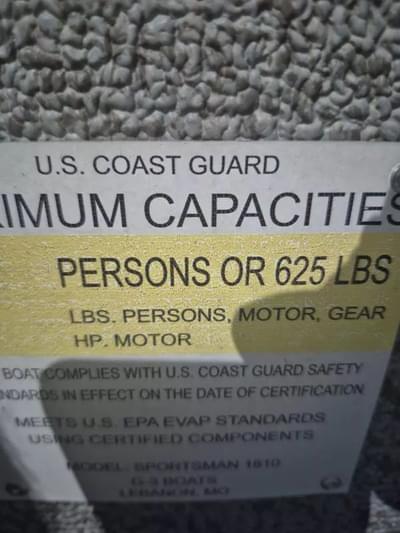 U.S. COAST GUARD
IMUM CAPACITIES
PERSONS OR 625 LBS
LBS. PERSONS, MOTOR, GEAR
HP. MOTOR
BOAT COMPLIES WITH U.S. COAST GUARD SAFETY
NDARDS IN EFFECT ON THE DATE OF CERTIFICATION
MEETS U.S. EPA EVAP STANDARDS
USING CERTIFIED COMPONENTS
MODEL: SPORTSMAN 1610
G-3 BOATS
LEBANON, MO